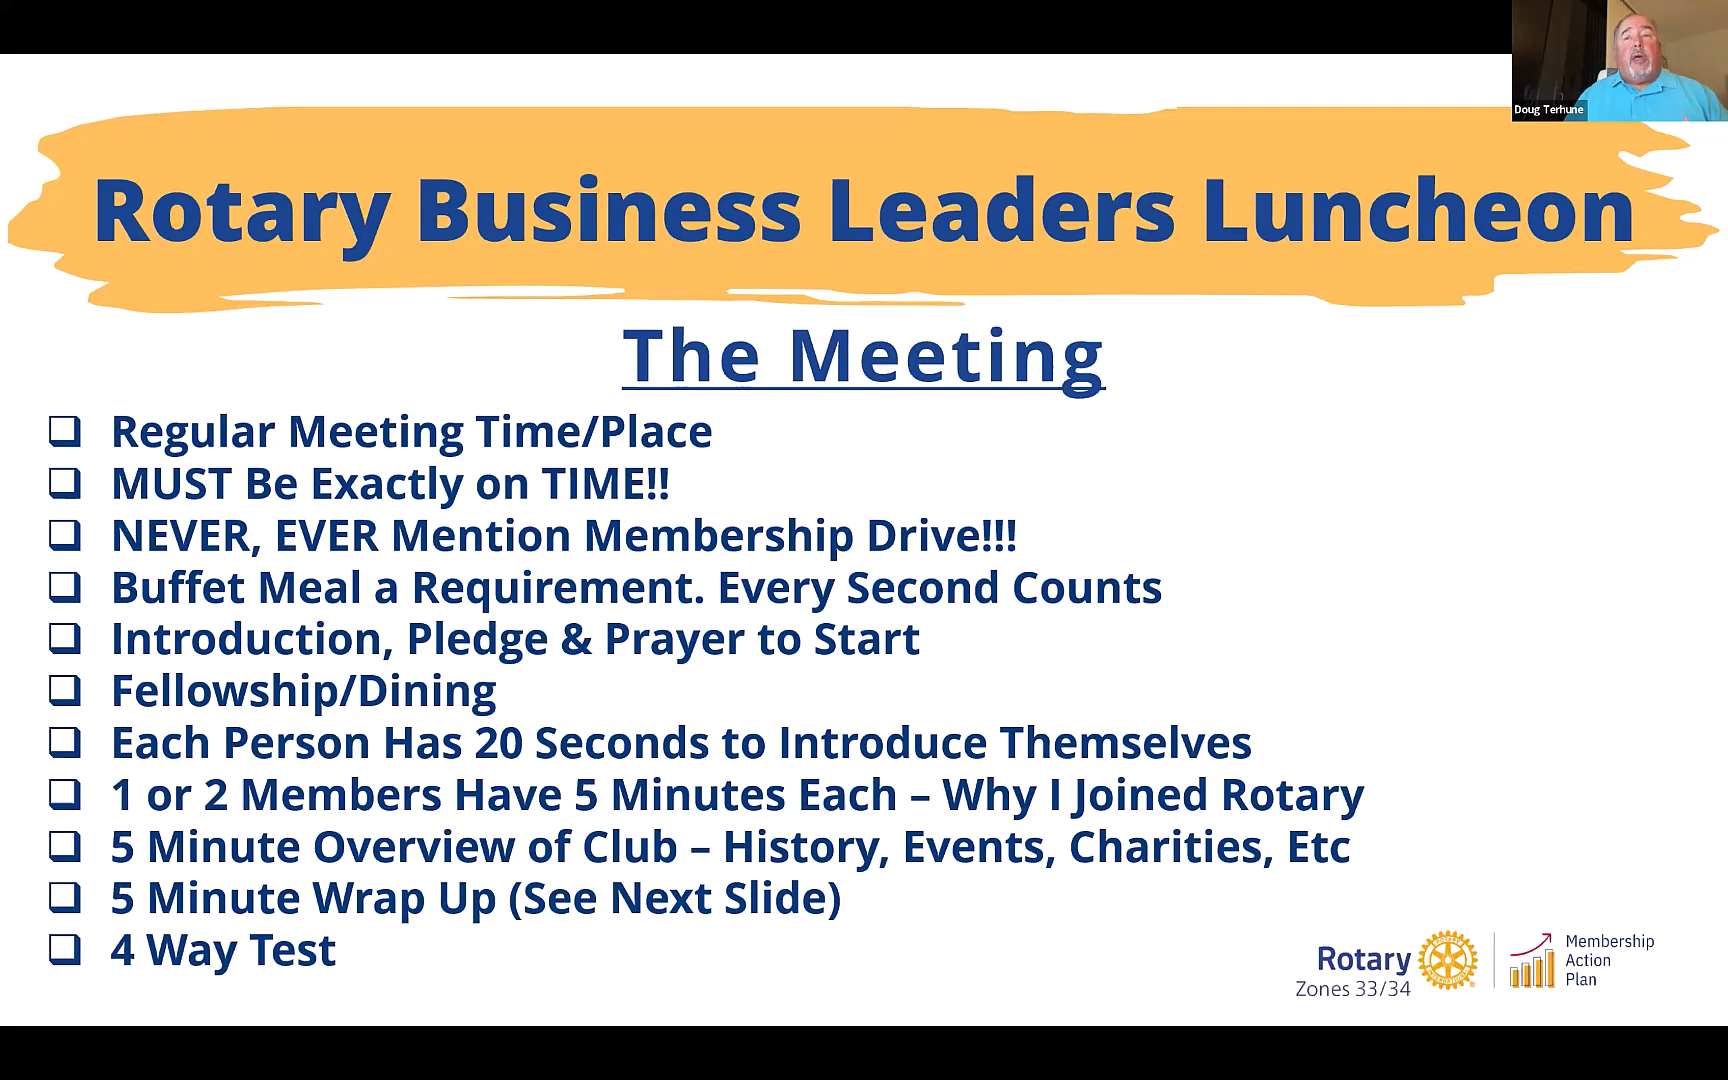 Doug Terhune
Rotary Business Leaders Luncheon
The Meeting
Regular Meeting Time/Place
MUST Be Exactly on TIME!!
NEVER, EVER Mention Membership Drive!!!
Buffet Meal a Requirement. Every Second Counts
Introduction, Pledge & Prayer to Start
Fellowship/Dining
Each Person Has 20 Seconds to Introduce Themselves
1 or 2 Members Have 5 Minutes Each – Why I Joined Rotary
5 Minute Overview of Club – History, Events, Charities, Etc
5 Minute Wrap Up (See Next Slide)
4 Way Test
Rotary
Zones 33/34
ROTARY
INTERNATIONAL
Membership
Action
Plan